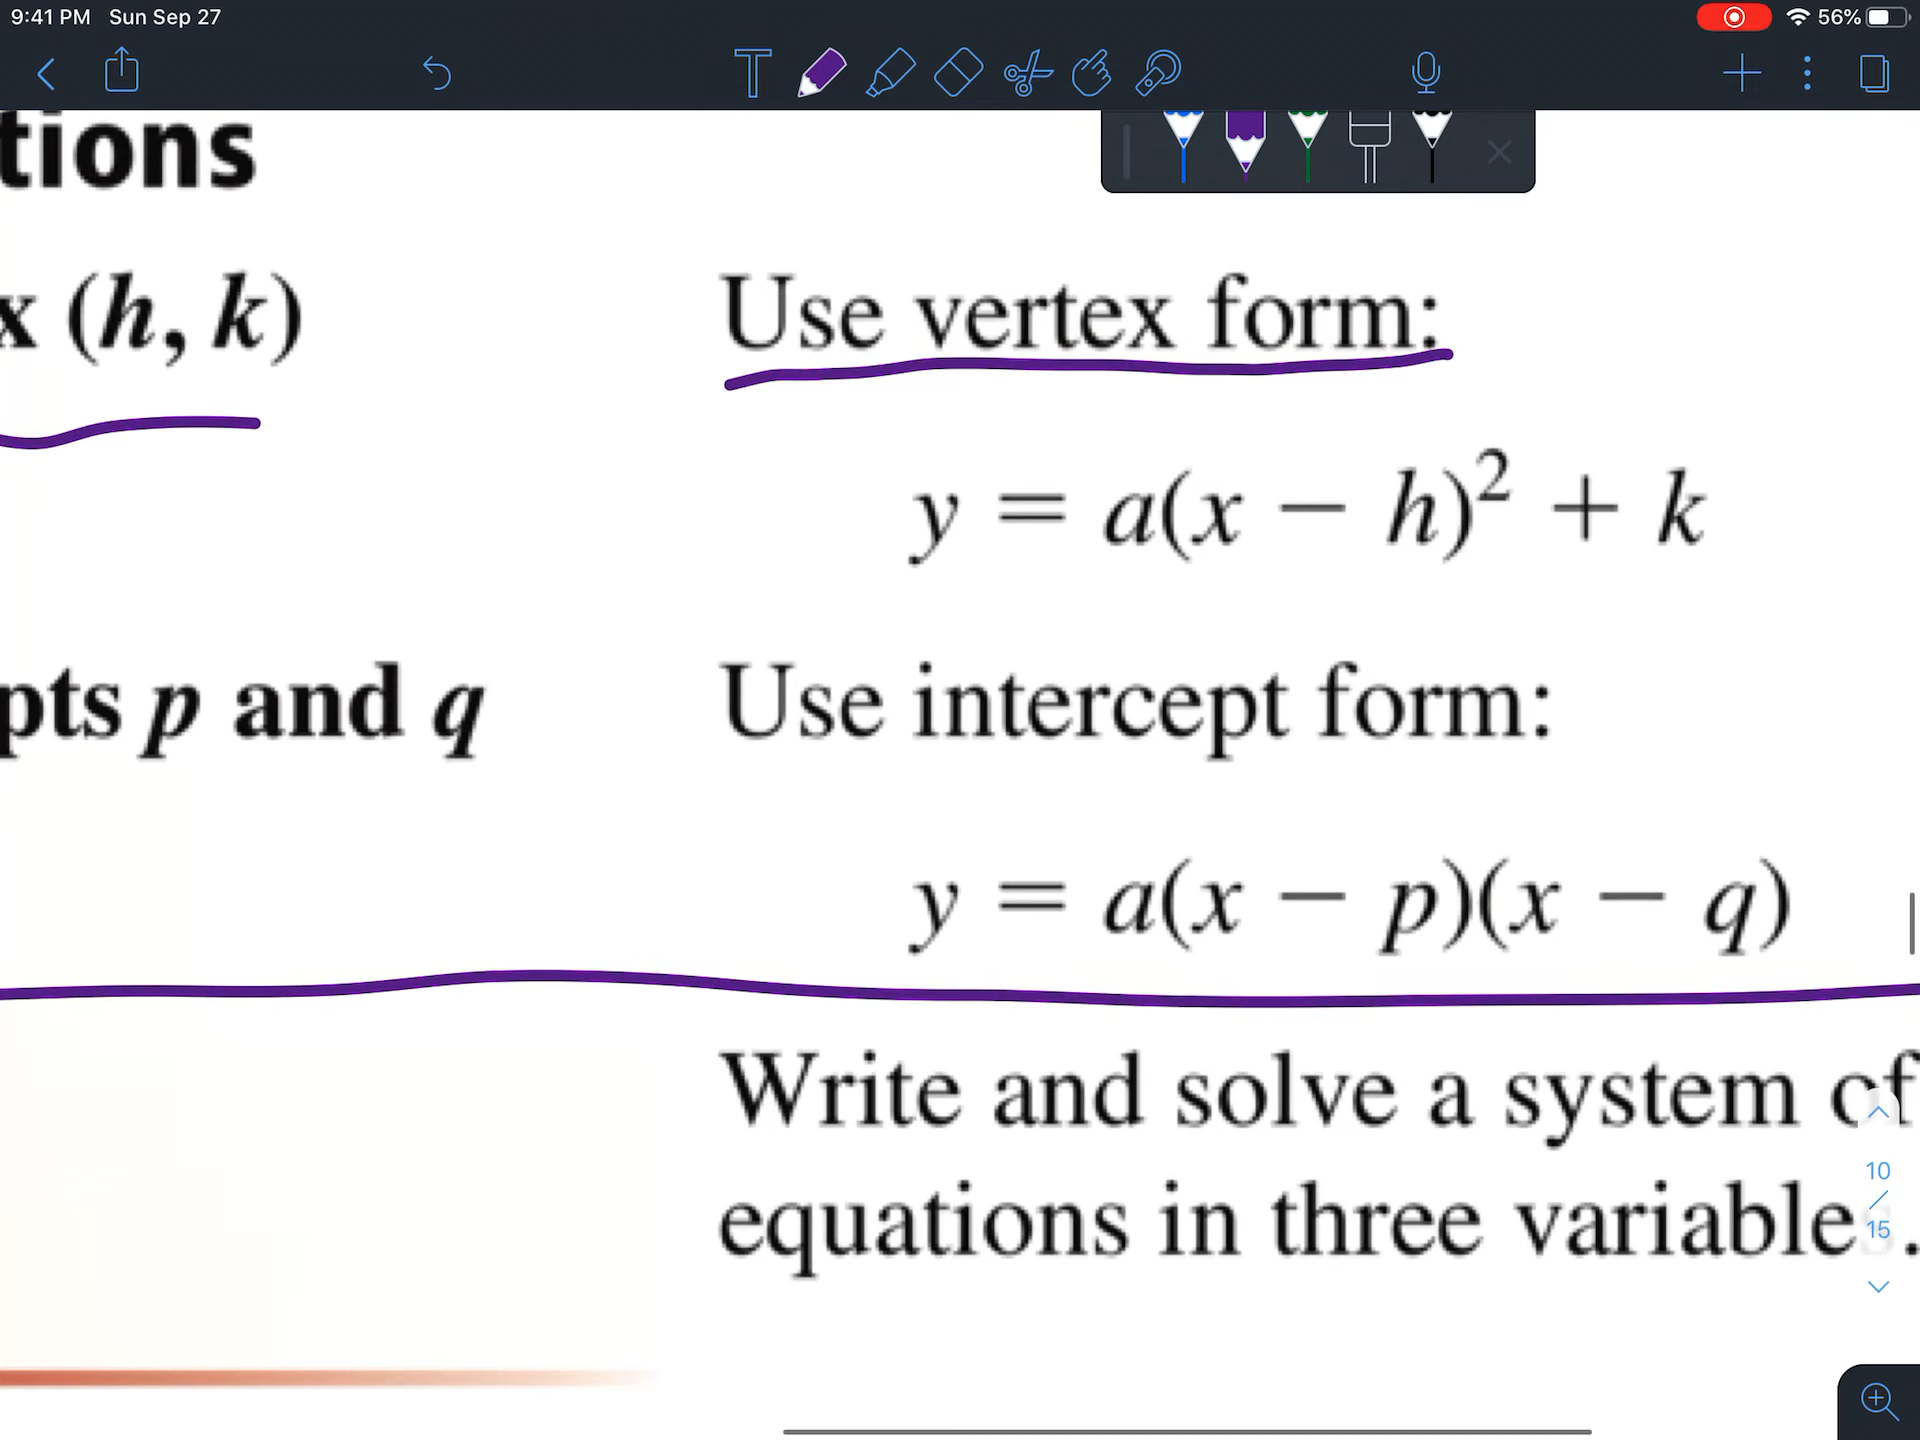 9:41 PM Sun Sep 27
56%
tions
x (h, k)
Use vertex form:
y = a(x − h)² + k
pts p and q
Use intercept form:
y = a(x − p)(x − q)
Write and solve a system of
equations in three variables.
10
/
15